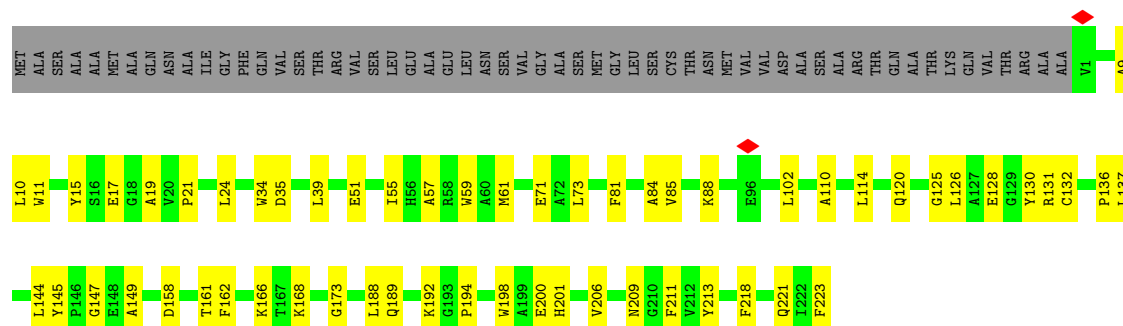 MET ALA SER ALA ALA MET ALA GLN ASN ALA ILE GLY PHE GLN VAL SER THR ARG VAL SER LEU GLU ALA GLU LEU ASN SER VAL GLY ALA SER MET GLY LEU SER CYS THR ASN MET VAL VAL ASP ALA SER ALA ARG THR GLN ALA THR LYS GLN VAL THR ARG ALA ALA V1 A9
L10 W11 Y15 S16 E17 G18 A19 V20 P21 L24 W34 D35 L39 E51 I55 H56 A57 R58 W59 A60 M61 E71 A72 L73 F81 A84 V85 K88 E96 L102 A110 L114 Q120 G125 L126 A127 E128 G129 Y130 R131 C132 P136
L144 Y145 P146 G147 E148 A149 D158 T161 F162 K166 T167 K168 G173 L188 Q189 K192 G193 P194 W198 A199 E200 H201 V206 N209 G210 F211 V212 Y213 F218 Q221 I222 F223